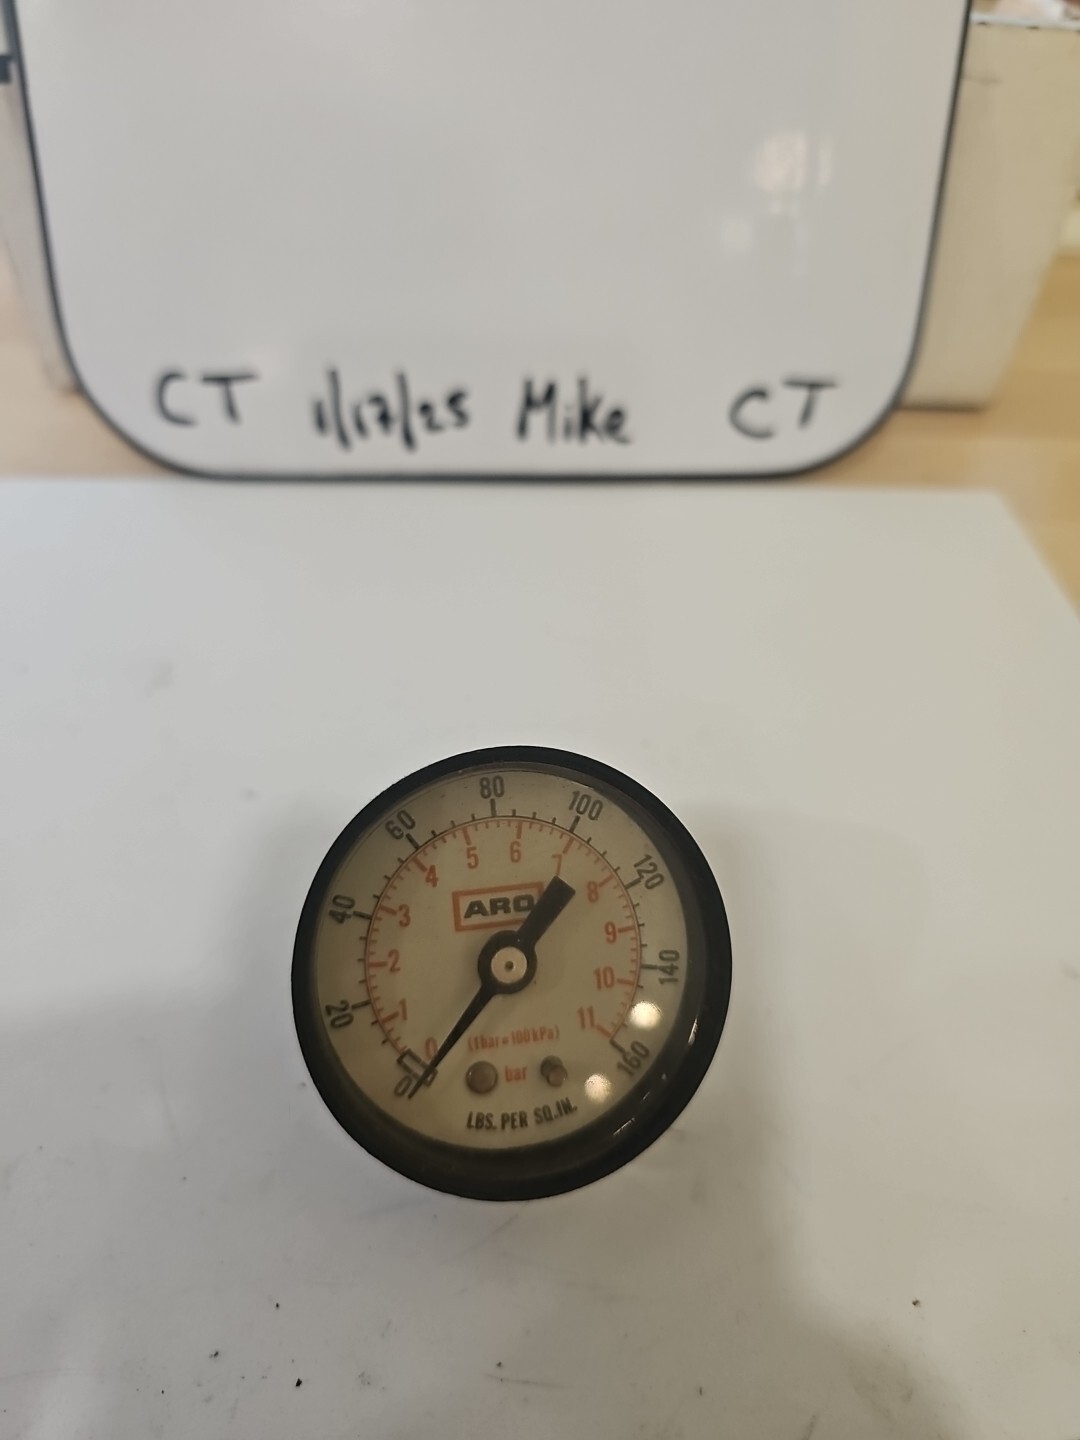 CT 1/17/25 Mike CT
0 20 40 60 80 100 120 140 160
0 1 2 3 4 5 6 7 8 9 10 11
ARO
(1bar=100kPa)
bar
LBS. PER SQ.IN.